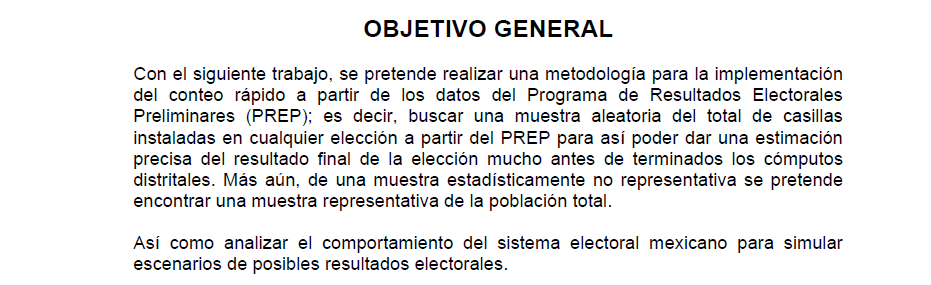 OBJETIVO GENERAL
Con el siguiente trabajo, se pretende realizar una metodología para la implementación
del conteo rápido a partir de los datos del Programa de Resultados Electorales
Preliminares (PREP); es decir, buscar una muestra aleatoria del total de casillas
instaladas en cualquier elección a partir del PREP para así poder dar una estimación
precisa del resultado final de la elección mucho antes de terminados los cómputos
distritales. Más aún, de una muestra estadísticamente no representativa se pretende
encontrar una muestra representativa de la población total.
Así como analizar el comportamiento del sistema electoral mexicano para simular
escenarios de posibles resultados electorales.